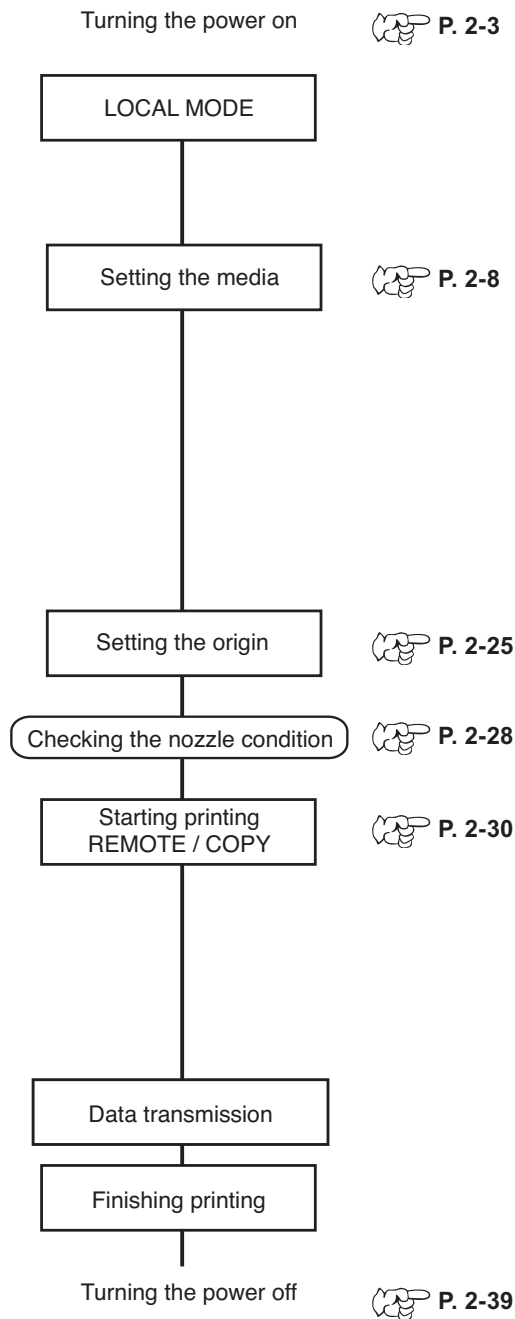 Turning the power on P. 2-3
LOCAL MODE
Setting the media P. 2-8
Setting the origin P. 2-25
Checking the nozzle condition P. 2-28
Starting printing
REMOTE / COPY P. 2-30
Data transmission
Finishing printing
Turning the power off P. 2-39